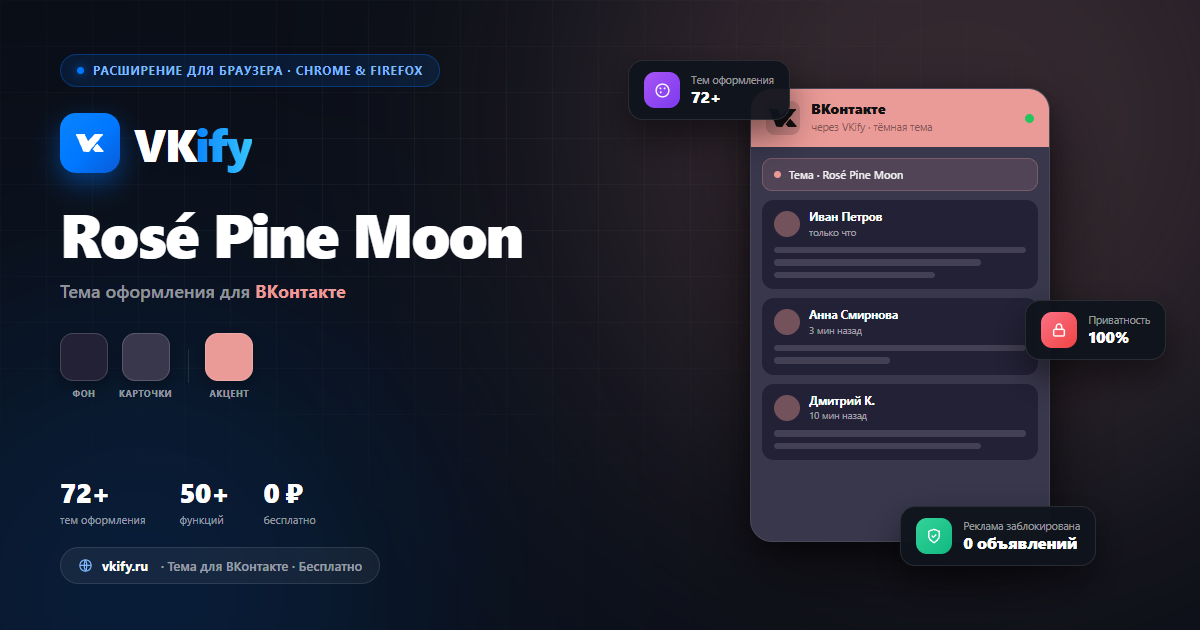 РАСШИРЕНИЕ ДЛЯ БРАУЗЕРА · CHROME & FIREFOX
VKify
Rosé Pine Moon
Тема оформления для ВКонтакте
ФОН
КАРТОЧКИ
АКЦЕНТ
72+
тем оформления
50+
функций
0 ₽
бесплатно
vkify.ru · Тема для ВКонтакте · Бесплатно
Тем оформления
72+
ВКонтакте
через VKify · тёмная тема
Тема · Rosé Pine Moon
Иван Петров
только что
Анна Смирнова
3 мин назад
Приватность
100%
Дмитрий К.
10 мин назад
Реклама заблокирована
0 объявлений